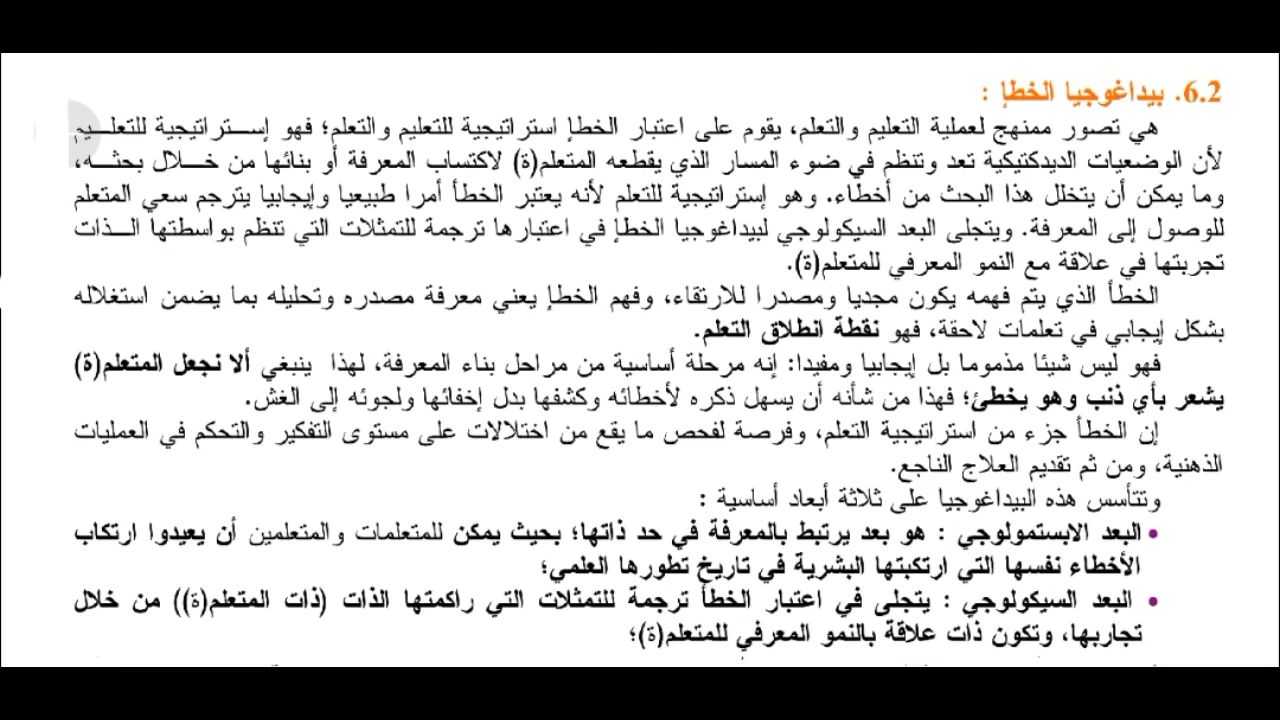 6.2. بيداغوجيا الخطإ :
هي تصور ممنهج لعملية التعليم والتعلم، يقوم على اعتبار الخطإ استراتيجية للتعليم والتعلم؛ فهو إستراتيجية للتعليم
لأن الوضعيات الديدكتيكية تعد وتنظم في ضوء المسار الذي يقطعه المتعلم(ة) لاكتساب المعرفة أو بنائها من خلال بحثه،
وما يمكن أن يتخلل هذا البحث من أخطاء. وهو إستراتيجية للتعلم لأنه يعتبر الخطأ أمرا طبيعيا وإيجابيا يترجم سعي المتعلم
للوصول إلى المعرفة. ويتجلى البعد السيكولوجي لبيداغوجيا الخطإ في اعتبارها ترجمة للتمثلات التي تنظم بواسطتها الذات
تجربتها في علاقة مع النمو المعرفي للمتعلم(ة).
الخطأ الذي يتم فهمه يكون مجديا ومصدرا للارتقاء، وفهم الخطإ يعني معرفة مصدره وتحليله بما يضمن استغلاله
بشكل إيجابي في تعلمات لاحقة، فهو نقطة انطلاق التعلم.
فهو ليس شيئا مذموما بل إيجابيا ومفيدا: إنه مرحلة أساسية من مراحل بناء المعرفة، لهذا ينبغي ألا نجعل المتعلم(ة)
يشعر بأي ذنب وهو يخطئ؛ فهذا من شأنه أن يسهل ذكره لأخطائه وكشفها بدل إخفائها ولجوئه إلى الغش.
إن الخطأ جزء من استراتيجية التعلم، وفرصة لفحص ما يقع من اختلالات على مستوى التفكير والتحكم في العمليات
الذهنية، ومن ثم تقديم العلاج الناجع.
وتتأسس هذه البيداغوجيا على ثلاثة أبعاد أساسية :
• البعد الابستمولوجي : هو بعد يرتبط بالمعرفة في حد ذاتها؛ بحيث يمكن للمتعلمات والمتعلمين أن يعيدوا ارتكاب
الأخطاء نفسها التي ارتكبتها البشرية في تاريخ تطورها العلمي؛
• البعد السيكولوجي : يتجلى في اعتبار الخطأ ترجمة للتمثلات التي راكمتها الذات (ذات المتعلم(ة)) من خلال
تجاربها، وتكون ذات علاقة بالنمو المعرفي للمتعلم(ة)؛